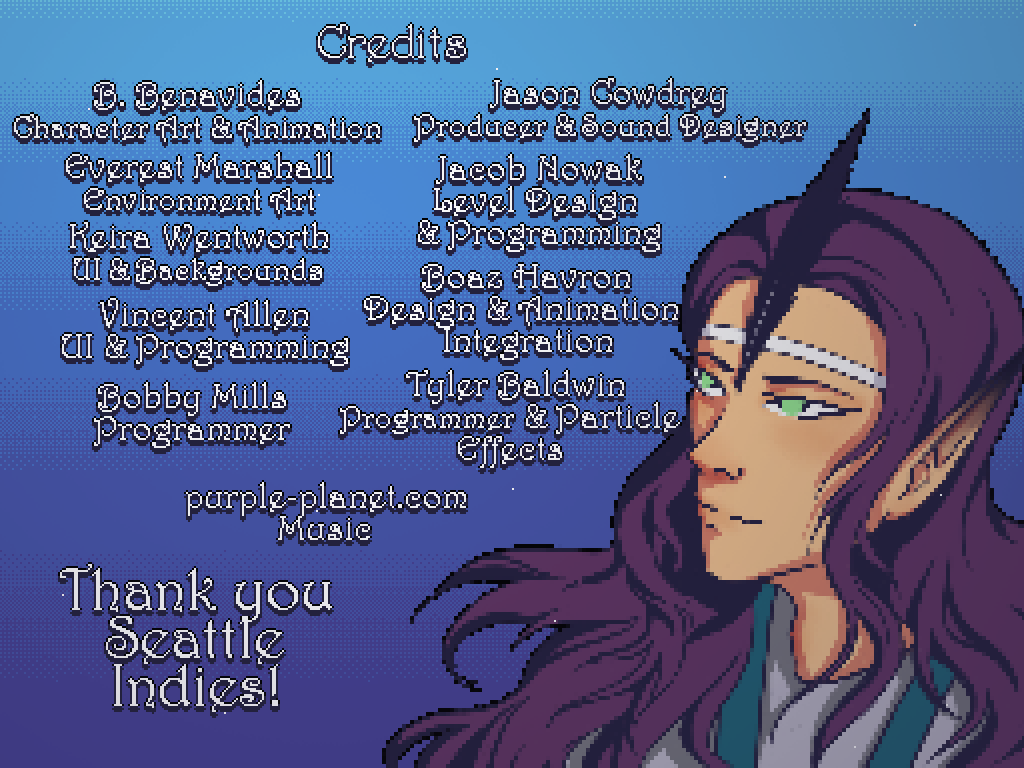 Credits
B. Benavides
Character Art & Animation
Everest Marshall
Environment Art
Keira Wentworth
UI & Backgrounds
Vincent Allen
UI & Programming
Bobby Mills
Programmer
Jason Cowdrey
Producer & Sound Designer
Jacob Nowak
Level Design
& Programming
Boaz Havron
Design & Animation
Integration
Tyler Baldwin
Programmer & Particle
Effects
purple-planet.com
Music
Thank you
Seattle
Indies!